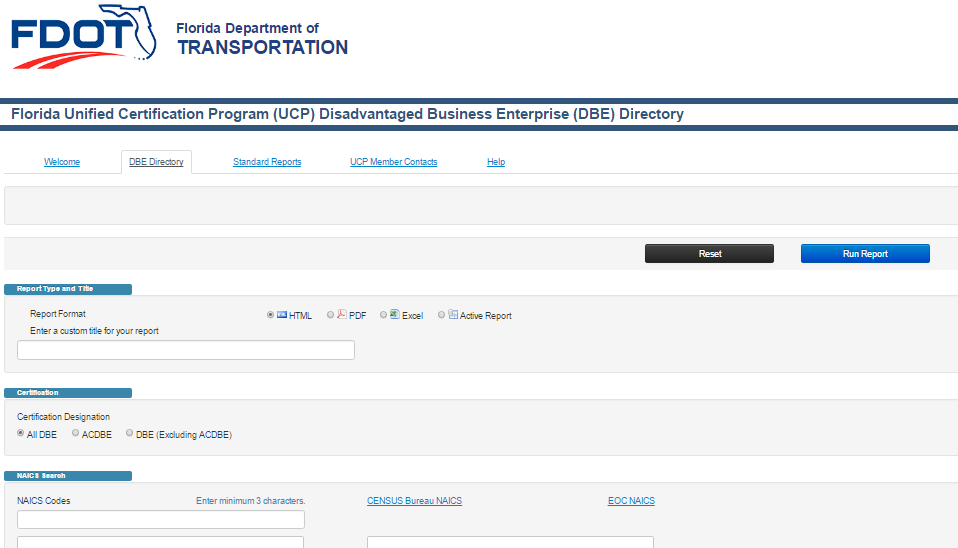 FDOT
Florida Department of
TRANSPORTATION
Florida Unified Certification Program (UCP) Disadvantaged Business Enterprise (DBE) Directory
Welcome DBE Directory Standard Reports UCP Member Contacts Help
Reset Run Report
Report Type and Title
Report Format HTML PDF Excel Active Report
Enter a custom title for your report
Certification
Certification Designation
All DBE ACDBE DBE (Excluding ACDBE)
NAICS Search
NAICS Codes Enter minimum 3 characters. CENSUS Bureau NAICS EOC NAICS